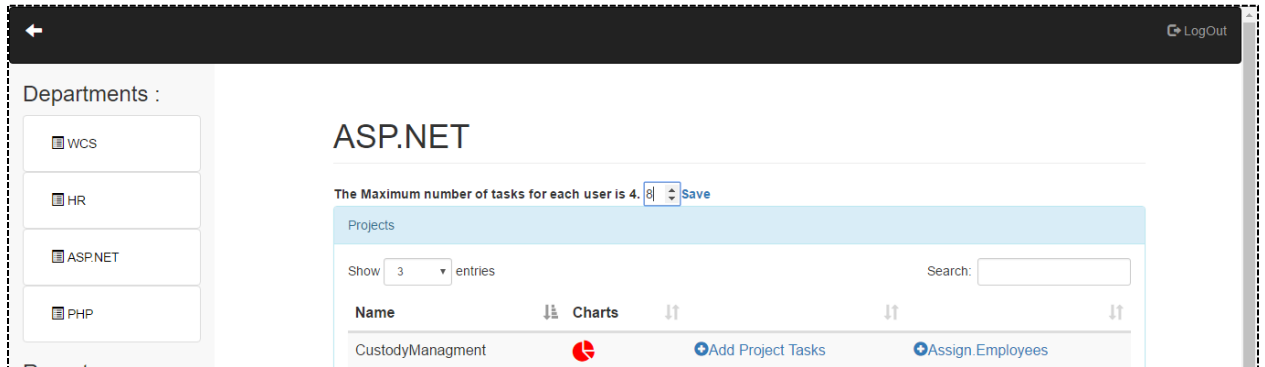 LogOut
Departments :
WCS
HR
ASP.NET
PHP
ASP.NET
The Maximum number of tasks for each user is 4. 8 Save
Projects
Show 3 entries Search:
Name Charts
CustodyManagment Add Project Tasks Assign.Employees